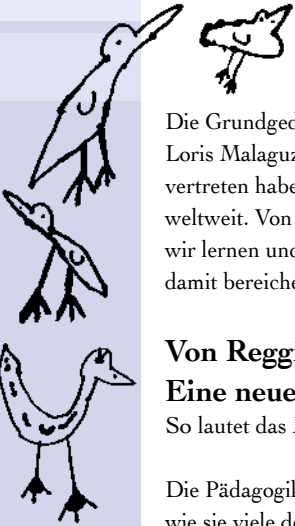 Die Grundged
Loris Malaguz
vertreten habe
weltweit. Von
wir lernen und
damit bereiche
Von Reggi
Eine neue
So lautet das
Die Pädagogik
wie sie viele de